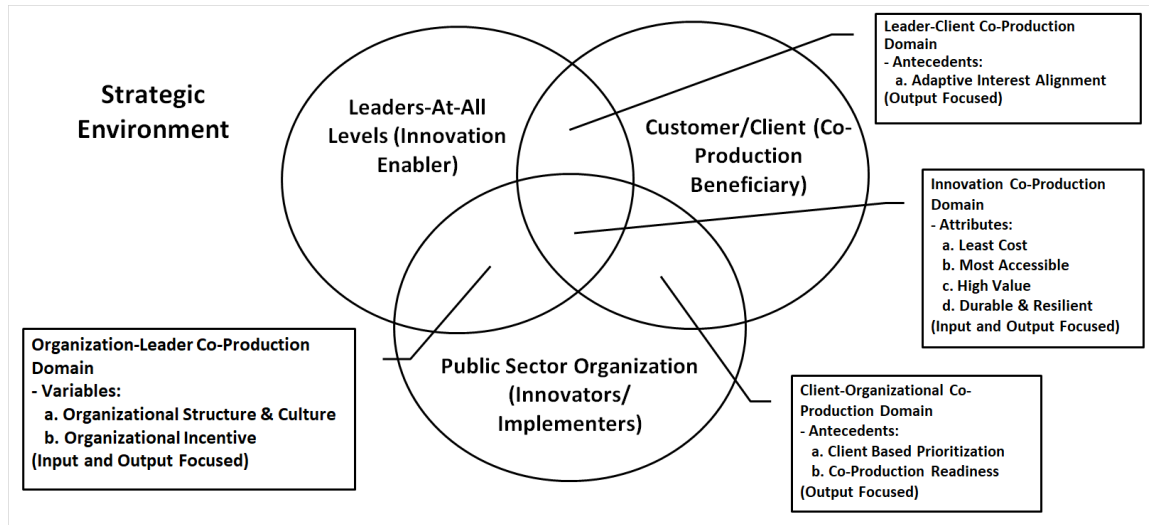 Strategic
Environment
Leaders-At-All
Levels (Innovation
Enabler)
Customer/Client (Co-
Production
Beneficiary)
Public Sector Organization
(Innovators/
Implementers)
Leader-Client Co-Production
Domain
- Antecedents:
a. Adaptive Interest Alignment
(Output Focused)
Innovation Co-Production
Domain
- Attributes:
a. Least Cost
b. Most Accessible
c. High Value
d. Durable & Resilient
(Input and Output Focused)
Organization-Leader Co-Production
Domain
- Variables:
a. Organizational Structure & Culture
b. Organizational Incentive
(Input and Output Focused)
Client-Organizational Co-
Production Domain
- Antecedents:
a. Client Based Prioritization
b. Co-Production Readiness
(Output Focused)